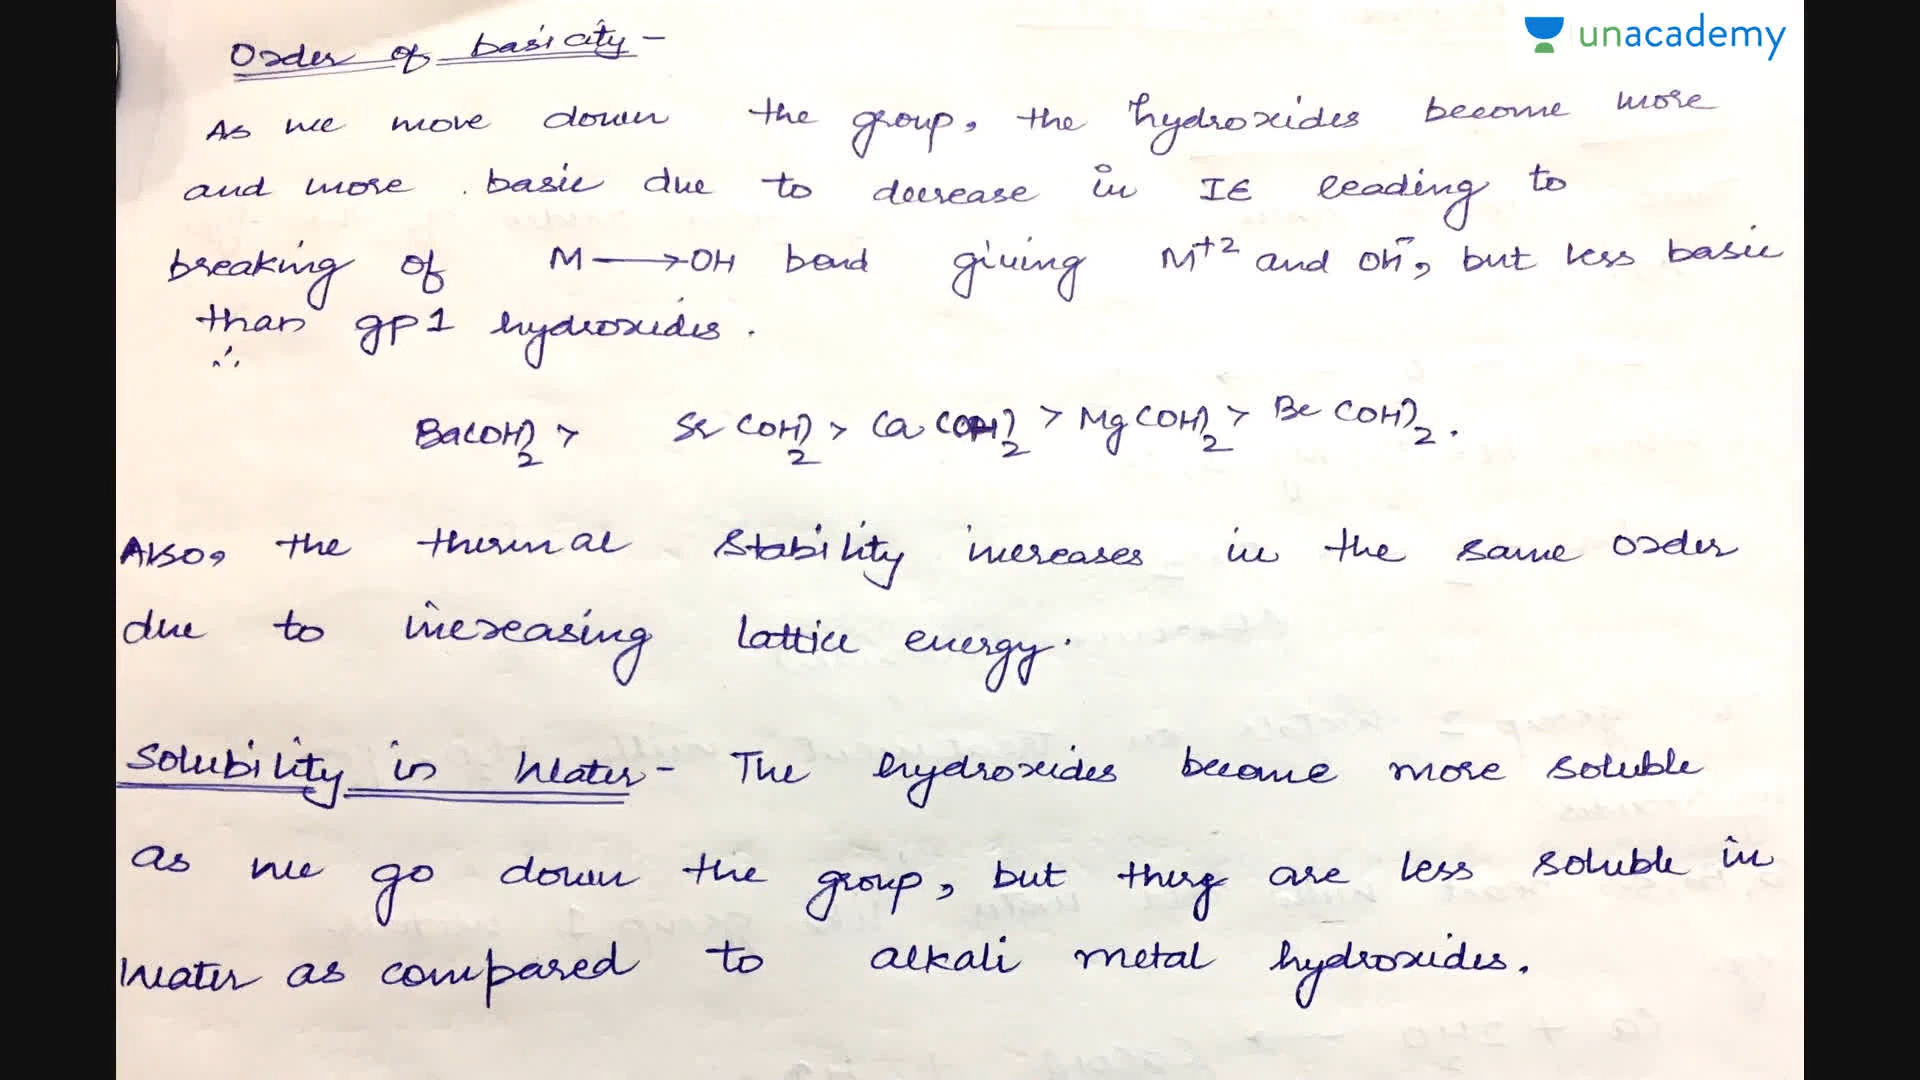 unacademy
Order of basicity -
As we move down the group, the hydroxides become more
and more basic due to decrease in IE leading to
breaking of M⟶OH bond giving M⁺² and OH⁻, but less basic
than gp1 hydroxides.
∴
Ba(OH)₂ > Sr(OH)₂ > Ca(OH)₂ > Mg(OH)₂ > Be(OH)₂.
Also, the thermal stability increases in the same order
due to increasing lattice energy.
Solubility in Water - The hydroxides become more soluble
as we go down the group, but they are less soluble in
Water as compared to alkali metal hydroxides.